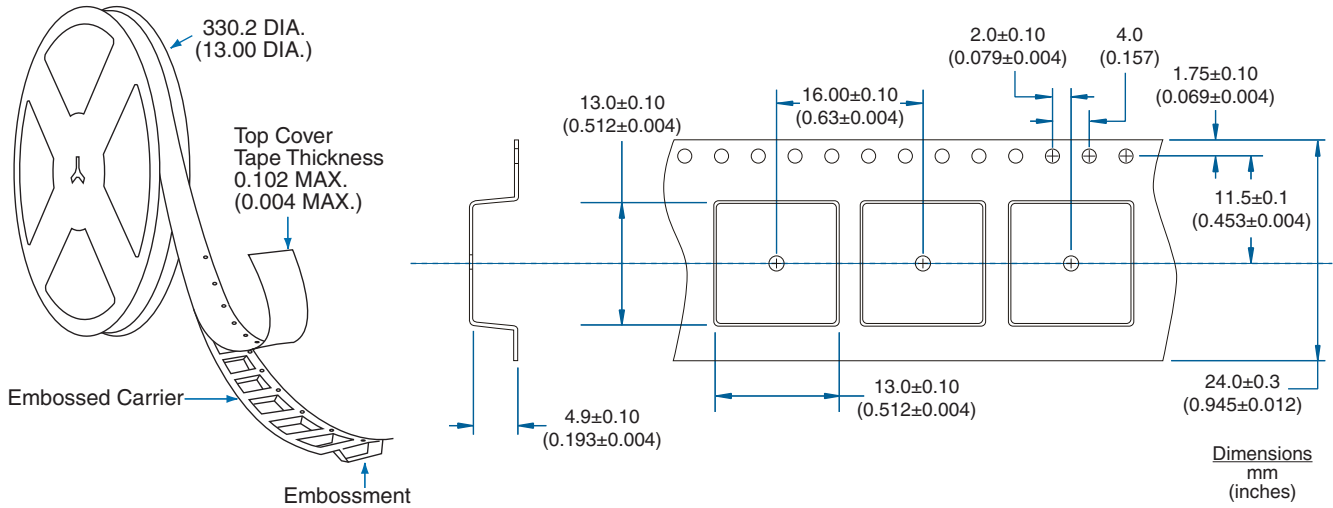 330.2 DIA.
(13.00 DIA.)
Top Cover
Tape Thickness
0.102 MAX.
(0.004 MAX.)
Embossed Carrier
Embossment
13.0±0.10
(0.512±0.004)
4.9±0.10
(0.193±0.004)
16.00±0.10
(0.63±0.004)
2.0±0.10
(0.079±0.004)
4.0
(0.157)
1.75±0.10
(0.069±0.004)
11.5±0.1
(0.453±0.004)
13.0±0.10
(0.512±0.004)
24.0±0.3
(0.945±0.012)
Dimensions
mm
(inches)